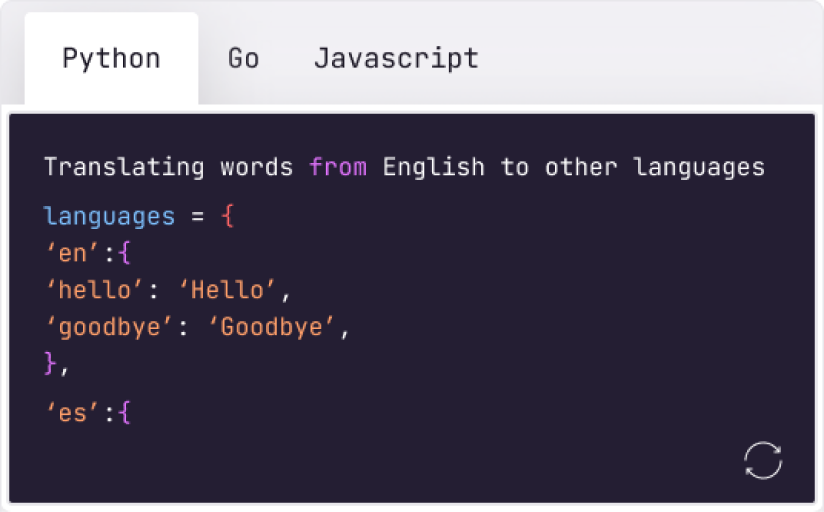 Python Go Javascript
Translating words from English to other languages
languages = {
‘en’:{
‘hello’: ‘Hello’,
‘goodbye’: ‘Goodbye’,
},
‘es’:{